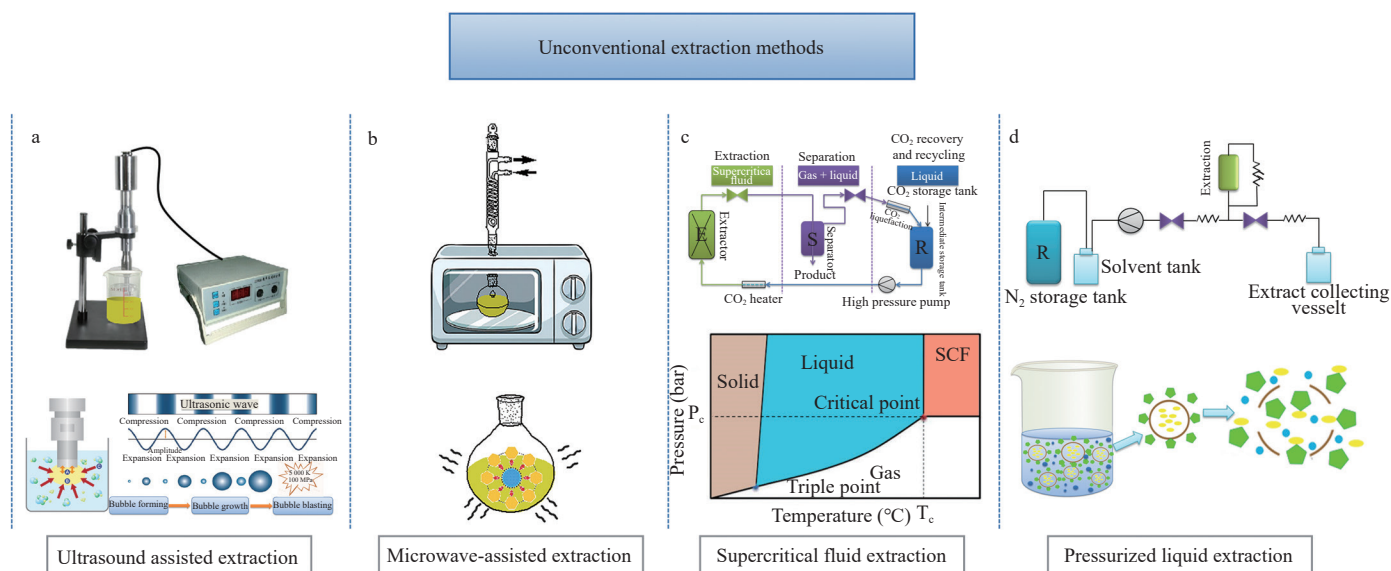 Unconventional extraction methods
a
Ultrasonic wave
Compression Compression Compression Compression
Amplitude
Expansion Expansion Expansion Expansion Expansion
5 000 K
100 MPa
Bubble forming
Bubble growth
Bubble blasting
Ultrasound assisted extraction
b
Microwave-assisted extraction
c
Extraction
Supercritica
fluid
Separation
Gas + liquid
CO₂ recovery
and recycling
Liquid
CO₂ storage tank
CO₂
liquefaction
Intermediate storage tank
E
Extractor
S
Separator
R
Product
CO₂ heater
High pressure pump
Pressure (bar)
P_c
Solid
Liquid
SCF
Critical point
Gas
Triple point
Temperature (℃) T_c
Supercritical fluid extraction
d
Extraction
R
Solvent tank
N₂ storage tank
Extract collecting
vesselt
Pressurized liquid extraction